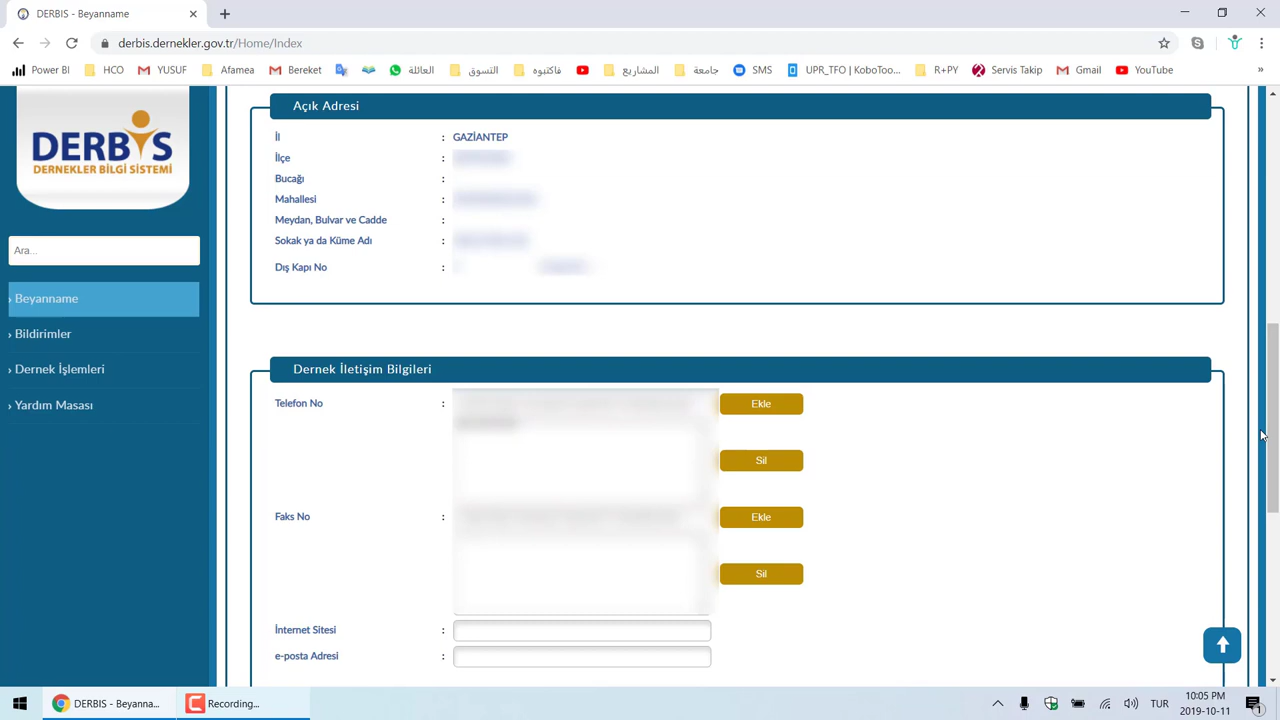 DERBIS - Beyanname
derbis.dernekler.gov.tr/Home/Index
Power BI HCO YUSUF Afamea Bereket العائلة التسوق فاكتبوه المشاريع جامعة SMS UPR_TFO | KoboToo... R+PY Servis Takip Gmail YouTube »
DERBİS
DERNEKLER BİLGİ SİSTEMİ
Ara...
› Beyanname
› Bildirimler
› Dernek İşlemleri
› Yardım Masası
Açık Adresi
İl : GAZİANTEP
İlçe :
Bucağı :
Mahallesi :
Meydan, Bulvar ve Cadde :
Sokak ya da Küme Adı :
Dış Kapı No :
Dernek İletişim Bilgileri
Telefon No : Ekle
Sil
Faks No : Ekle
Sil
İnternet Sitesi :
e-posta Adresi :
DERBIS - Beyanna... Recording... TUR 10:05 PM
2019-10-11 1